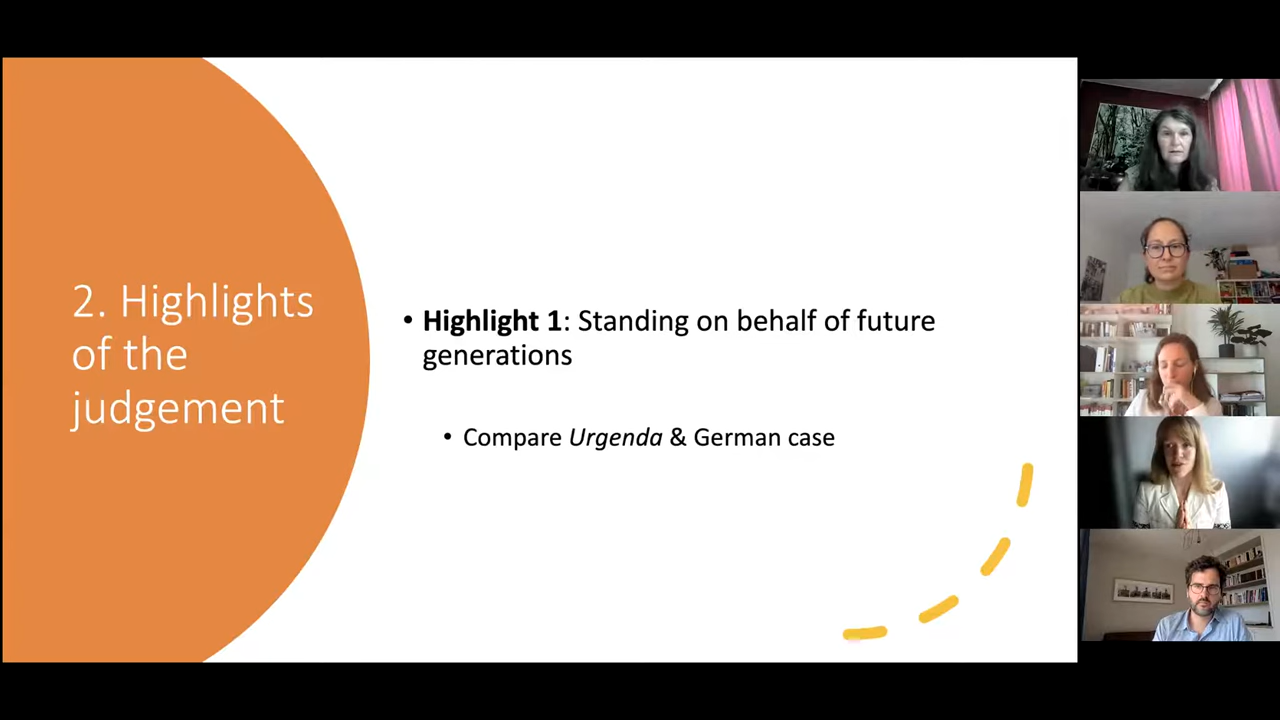 2. Highlights
of the
judgement
• Highlight 1: Standing on behalf of future
generations
• Compare Urgenda & German case